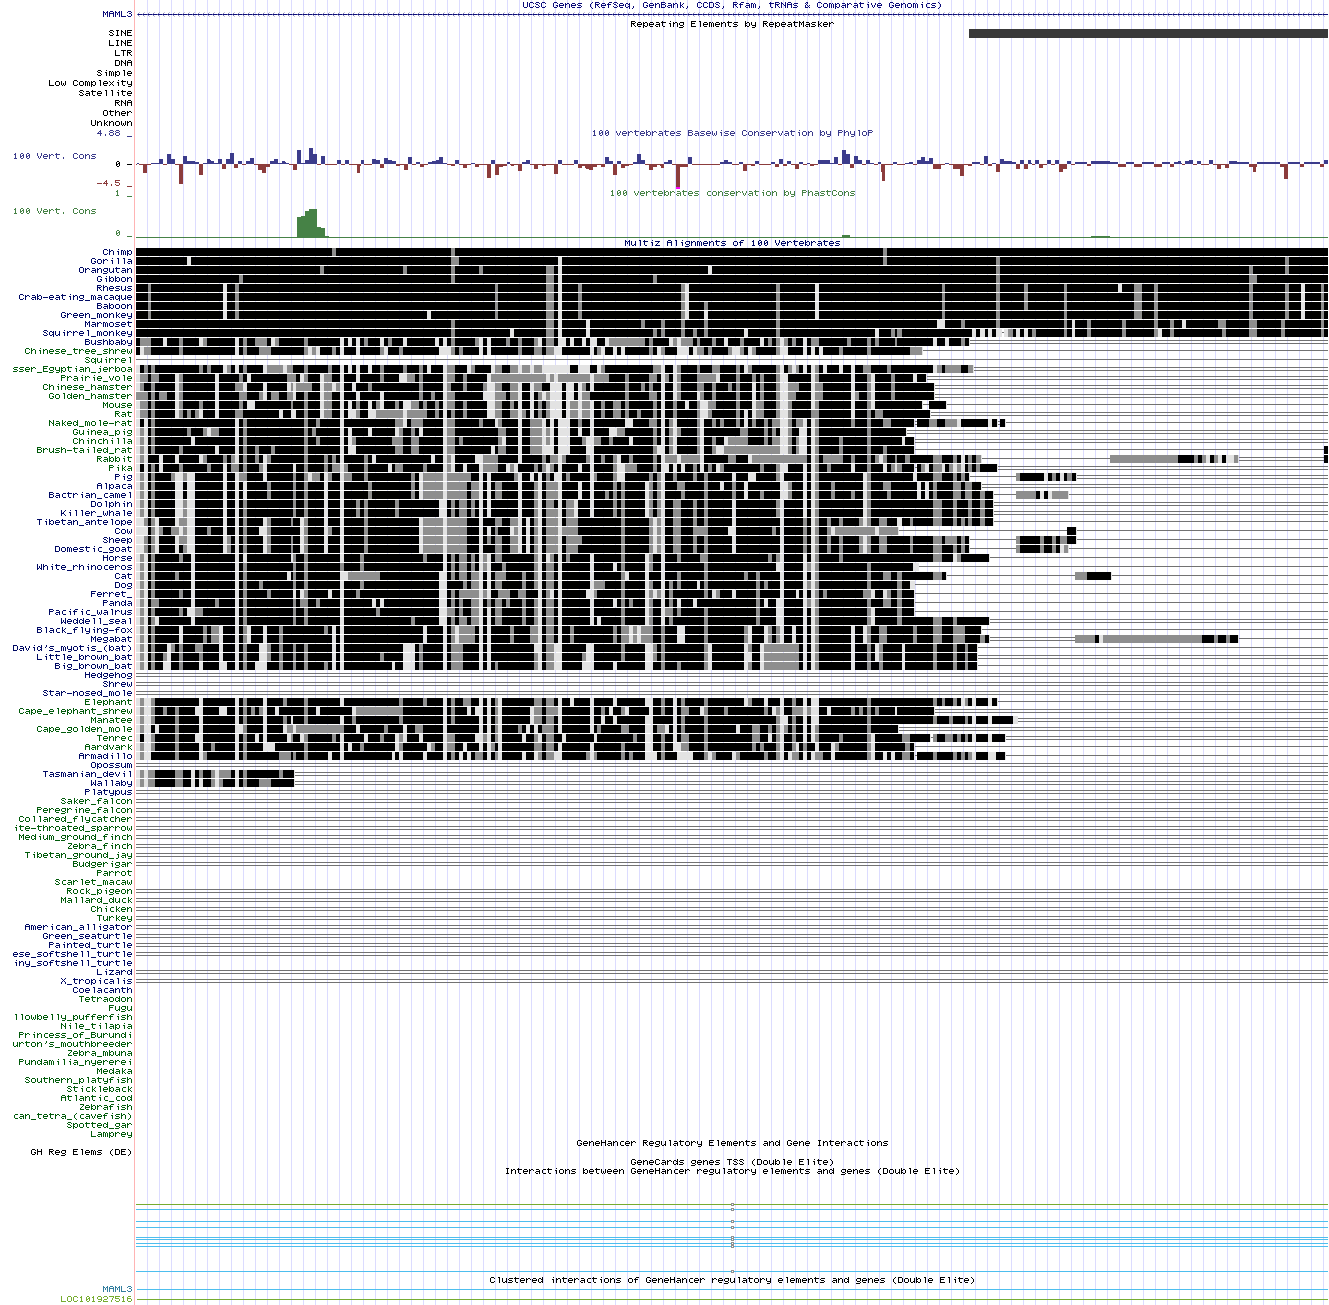 UCSC Genes (RefSeq, GenBank, CCDS, Rfam, tRNAs & Comparative Genomics)
MAML3
Repeating Elements by RepeatMasker
SINE
LINE
LTR
DNA
Simple
Low Complexity
Satellite
RNA
Other
Unknown
4.88 _
100 vertebrates Basewise Conservation by PhyloP
100 Vert. Cons
0 _
-4.5 _
100 vertebrates conservation by PhastCons
1 _
100 Vert. Cons
0 _
Multiz Alignments of 100 Vertebrates
Chimp
Gorilla
Orangutan
Gibbon
Rhesus
Crab-eating_macaque
Baboon
Green_monkey
Marmoset
Squirrel_monkey
Bushbaby
Chinese_tree_shrew
Squirrel
sser_Egyptian_jerboa
Prairie_vole
Chinese_hamster
Golden_hamster
Mouse
Rat
Naked_mole-rat
Guinea_pig
Chinchilla
Brush-tailed_rat
Rabbit
Pika
Pig
Alpaca
Bactrian_camel
Dolphin
Killer_whale
Tibetan_antelope
Cow
Sheep
Domestic_goat
Horse
White_rhinoceros
Cat
Dog
Ferret_
Panda
Pacific_walrus
Weddell_seal
Black_flying-fox
Megabat
David's_myotis_(bat)
Little_brown_bat
Big_brown_bat
Hedgehog
Shrew
Star-nosed_mole
Elephant
Cape_elephant_shrew
Manatee
Cape_golden_mole
Tenrec
Aardvark
Armadillo
Opossum
Tasmanian_devil
Wallaby
Platypus
Saker_falcon
Peregrine_falcon
Collared_flycatcher
ite-throated_sparrow
Medium_ground_finch
Zebra_finch
Tibetan_ground_jay
Budgerigar
Parrot
Scarlet_macaw
Rock_pigeon
Mallard_duck
Chicken
Turkey
American_alligator
Green_seaturtle
Painted_turtle
ese_softshell_turtle
iny_softshell_turtle
Lizard
X_tropicalis
Coelacanth
Tetraodon
Fugu
llowbelly_pufferfish
Nile_tilapia
Princess_of_Burundi
urton's_mouthbreeder
Zebra_mbuna
Pundamilia_nyererei
Medaka
Southern_platyfish
Stickleback
Atlantic_cod
Zebrafish
can_tetra_(cavefish)
Spotted_gar
Lamprey
GeneHancer Regulatory Elements and Gene Interactions
GH Reg Elems (DE)
GeneCards genes TSS (Double Elite)
Interactions between GeneHancer regulatory elements and genes (Double Elite)
Clustered interactions of GeneHancer regulatory elements and genes (Double Elite)
MAML3
LOC101927516